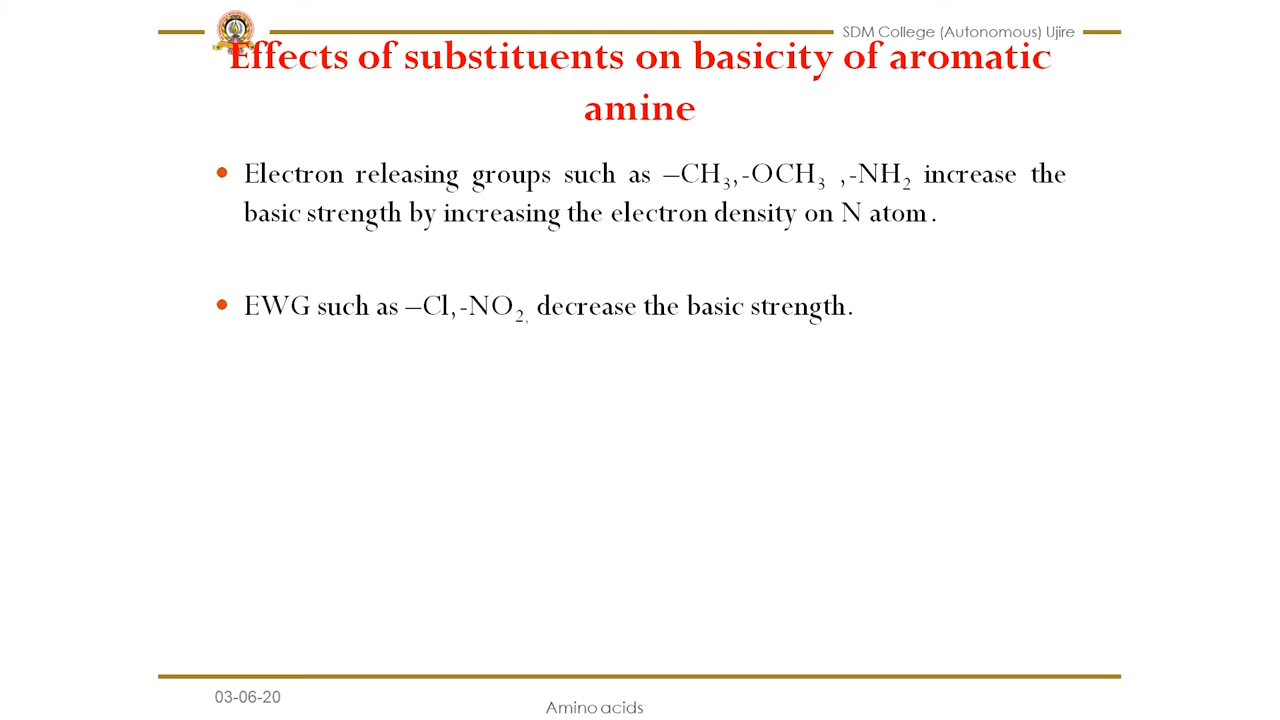 SDM College (Autonomous) Ujire
Effects of substituents on basicity of aromatic
amine
• Electron releasing groups such as –CH₃,-OCH₃ ,-NH₂ increase the
basic strength by increasing the electron density on N atom.
• EWG such as –Cl,-NO₂, decrease the basic strength.
03-06-20
Amino acids